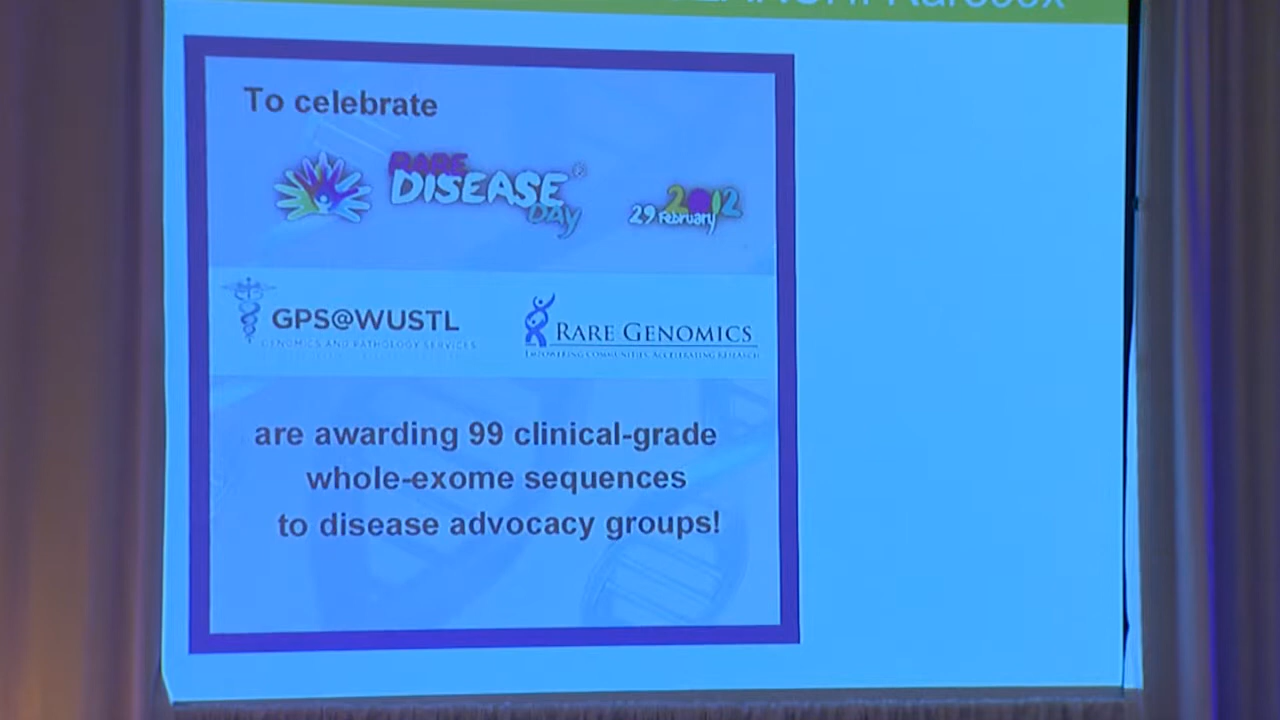 To celebrate
RARE
DISEASE®
DAY
29 February 2012
GPS@WUSTL
GENOMICS AND PATHOLOGY SERVICES
RARE GENOMICS
EMPOWERING COMMUNITIES. ACCELERATING RESEARCH
are awarding 99 clinical-grade
whole-exome sequences
to disease advocacy groups!